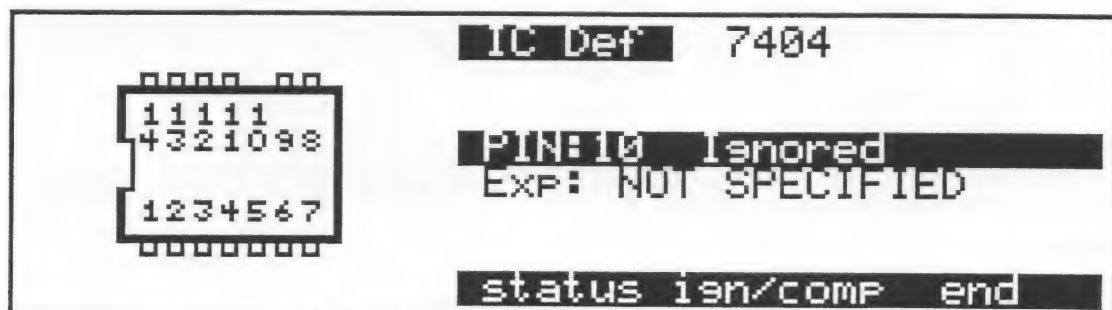 IC Def 7404
11111
4321098
1234567
PIN:10 Ignored
Exp: NOT SPECIFIED
status ign/comp end